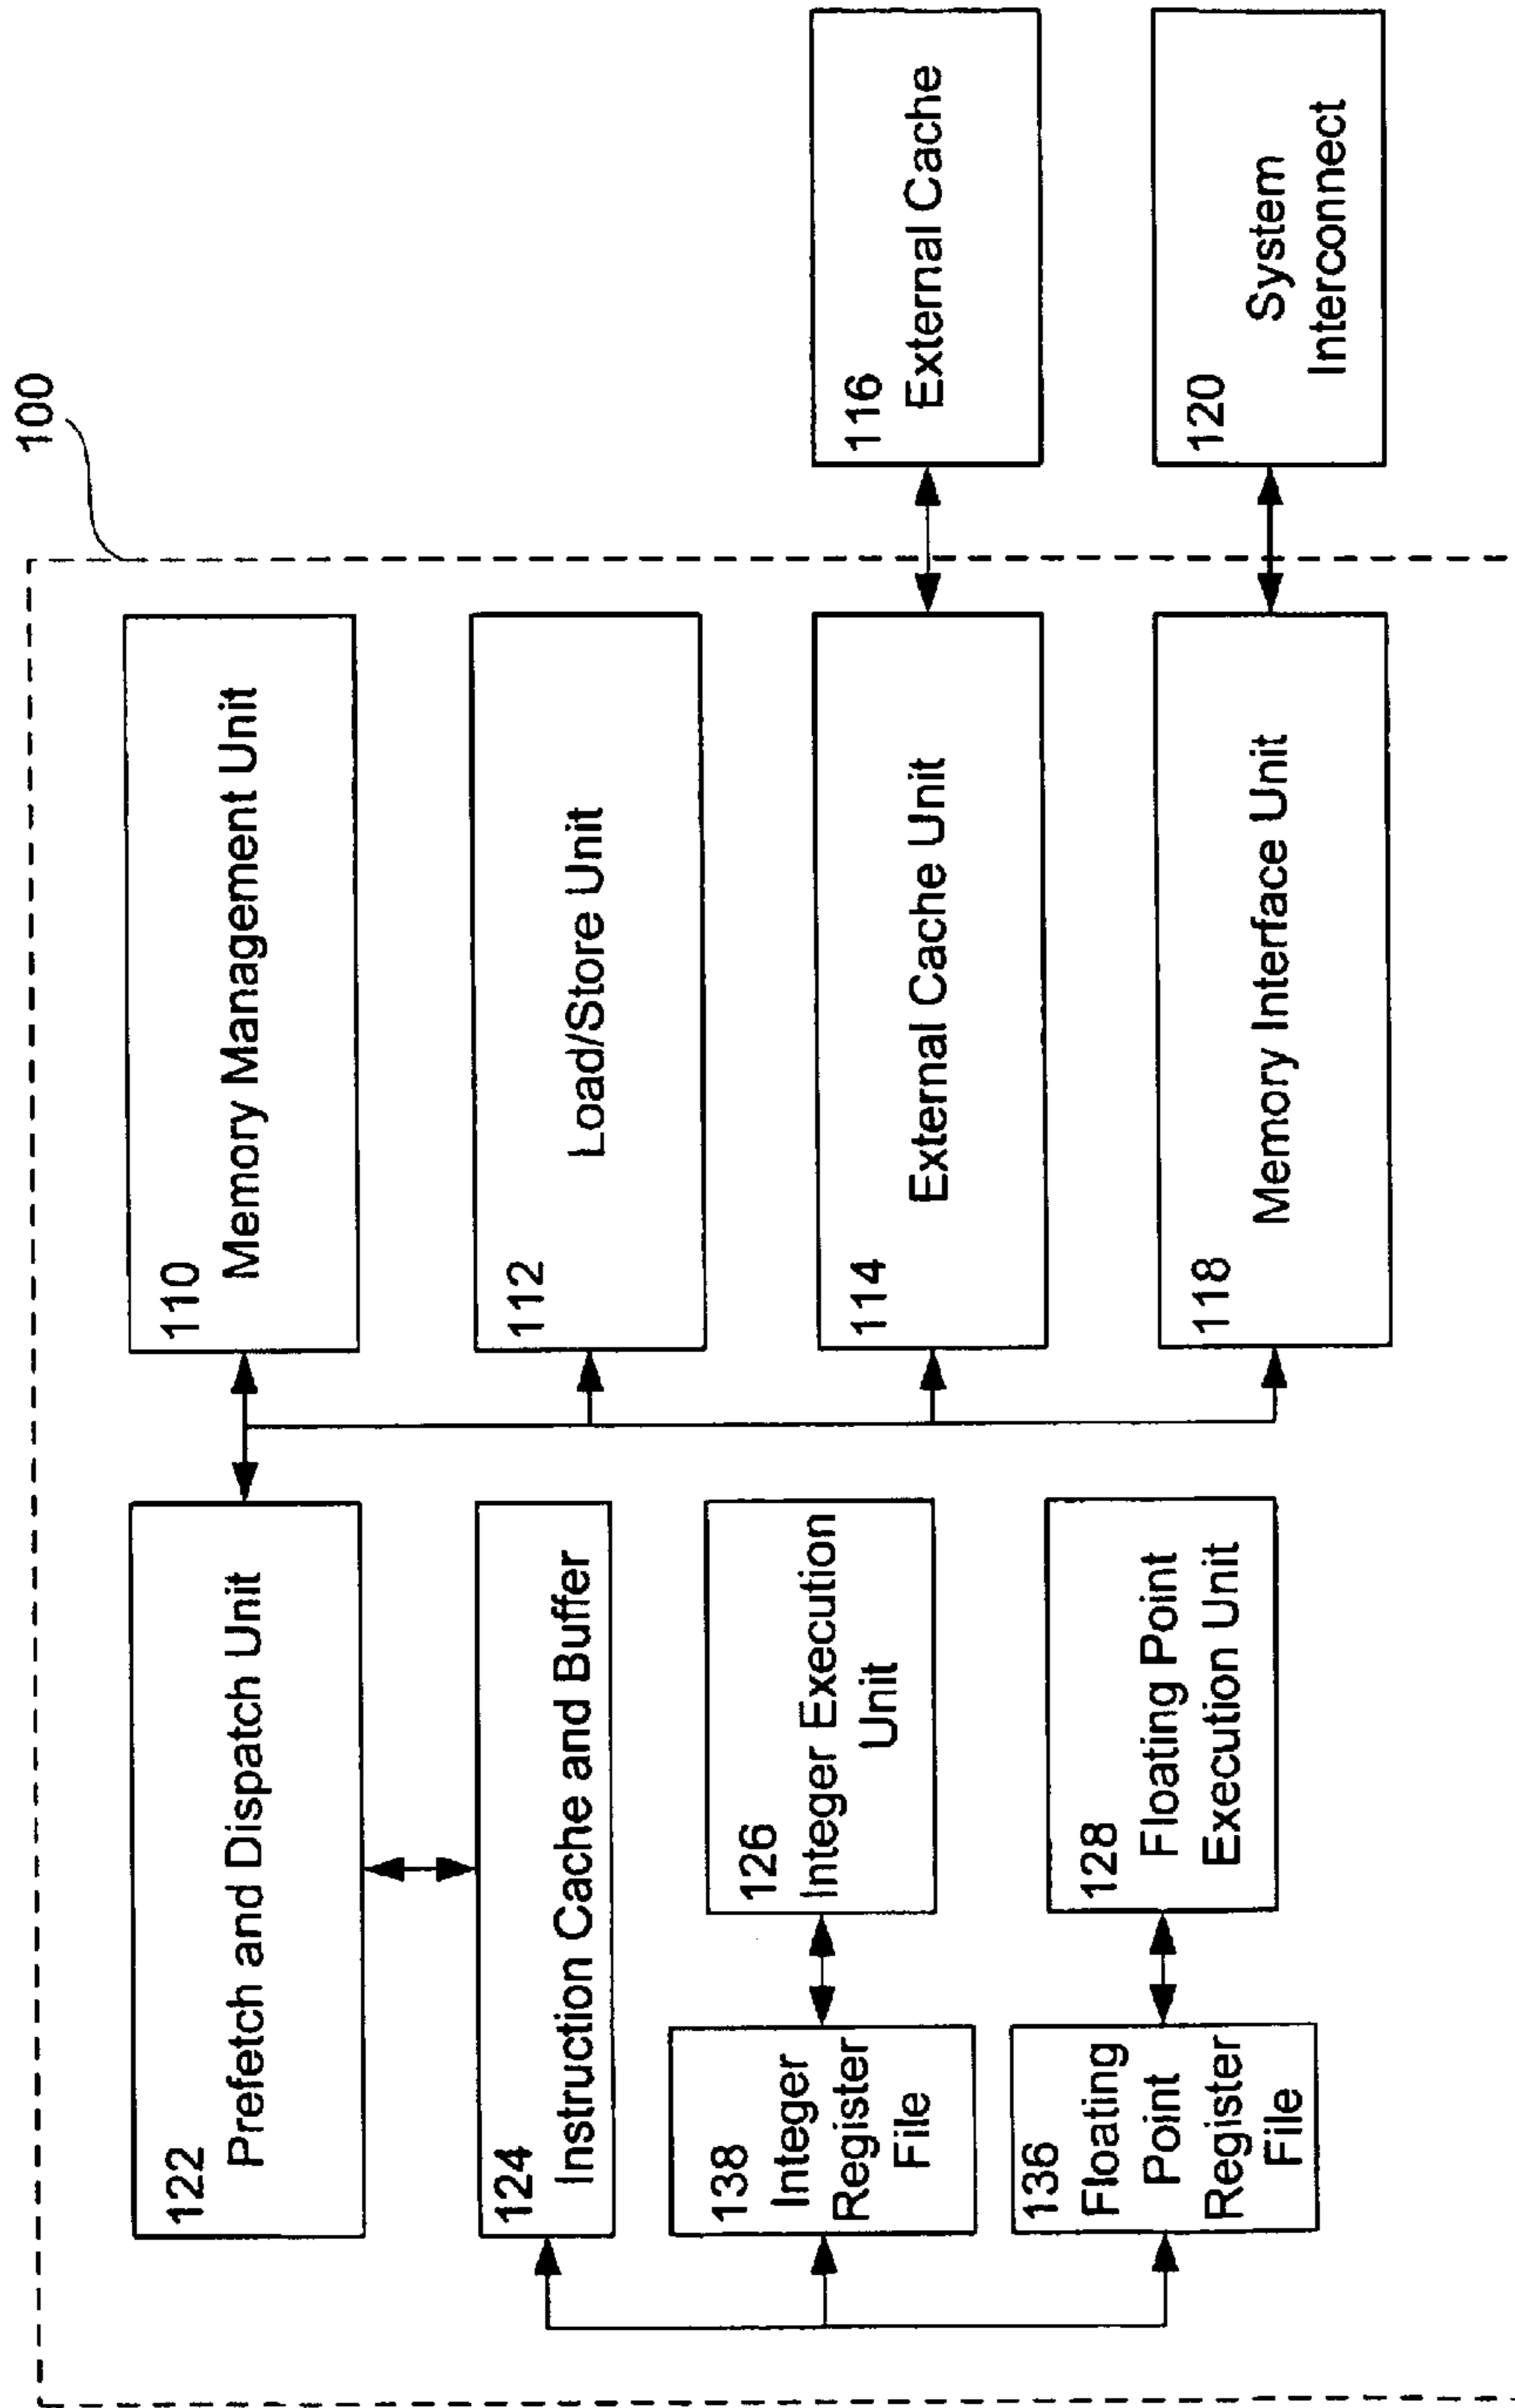 100
122
Prefetch and Dispatch Unit
110
Memory Management Unit
124
Instruction Cache and Buffer
112
Load/Store Unit
138
Integer
Register
File
126
Integer Execution
Unit
114
External Cache Unit
116
External Cache
136
Floating
Point
Register
File
128
Floating Point
Execution Unit
118
Memory Interface Unit
120
System
Interconnect